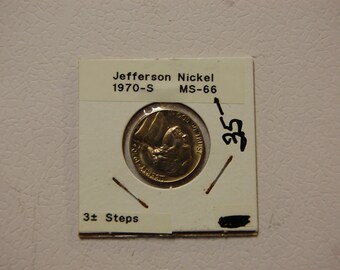 Jefferson Nickel
1970-S MS-66
35
3± Steps